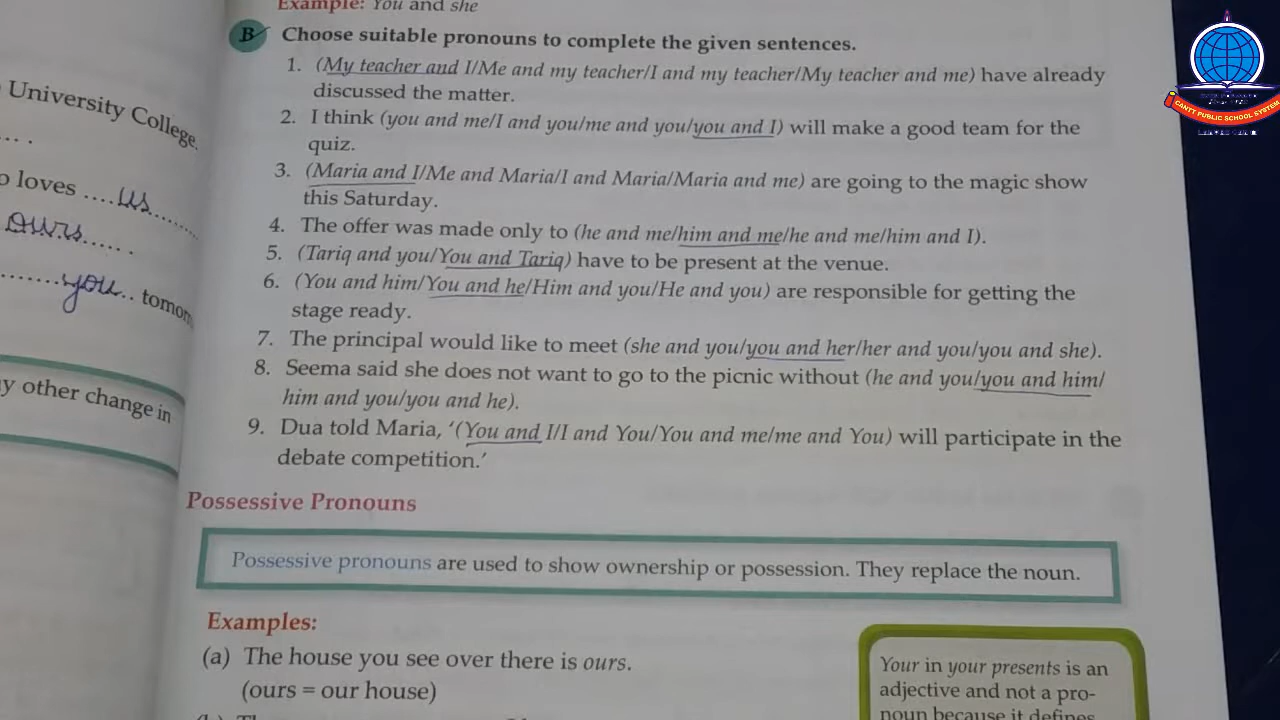 Example: You and she
University College.
.... .
loves ....us........
ours...... .
.......you.. tomor
y other change in
B Choose suitable pronouns to complete the given sentences.
1. (My teacher and I/Me and my teacher/I and my teacher/My teacher and me) have already
discussed the matter.
2. I think (you and me/I and you/me and you/you and I) will make a good team for the
quiz.
3. (Maria and I/Me and Maria/I and Maria/Maria and me) are going to the magic show
this Saturday.
4. The offer was made only to (he and me/him and me/he and me/him and I).
5. (Tariq and you/You and Tariq) have to be present at the venue.
6. (You and him/You and he/Him and you/He and you) are responsible for getting the
stage ready.
7. The principal would like to meet (she and you/you and her/her and you/you and she).
8. Seema said she does not want to go to the picnic without (he and you/you and him/
him and you/you and he).
9. Dua told Maria, ‘(You and I/I and You/You and me/me and You) will participate in the
debate competition.’
Possessive Pronouns
Possessive pronouns are used to show ownership or possession. They replace the noun.
Examples:
(a) The house you see over there is ours.
(ours = our house)
Your in your presents is an
adjective and not a pro-
noun because it defines
CANTT PUBLIC SCHOOL SYSTEM